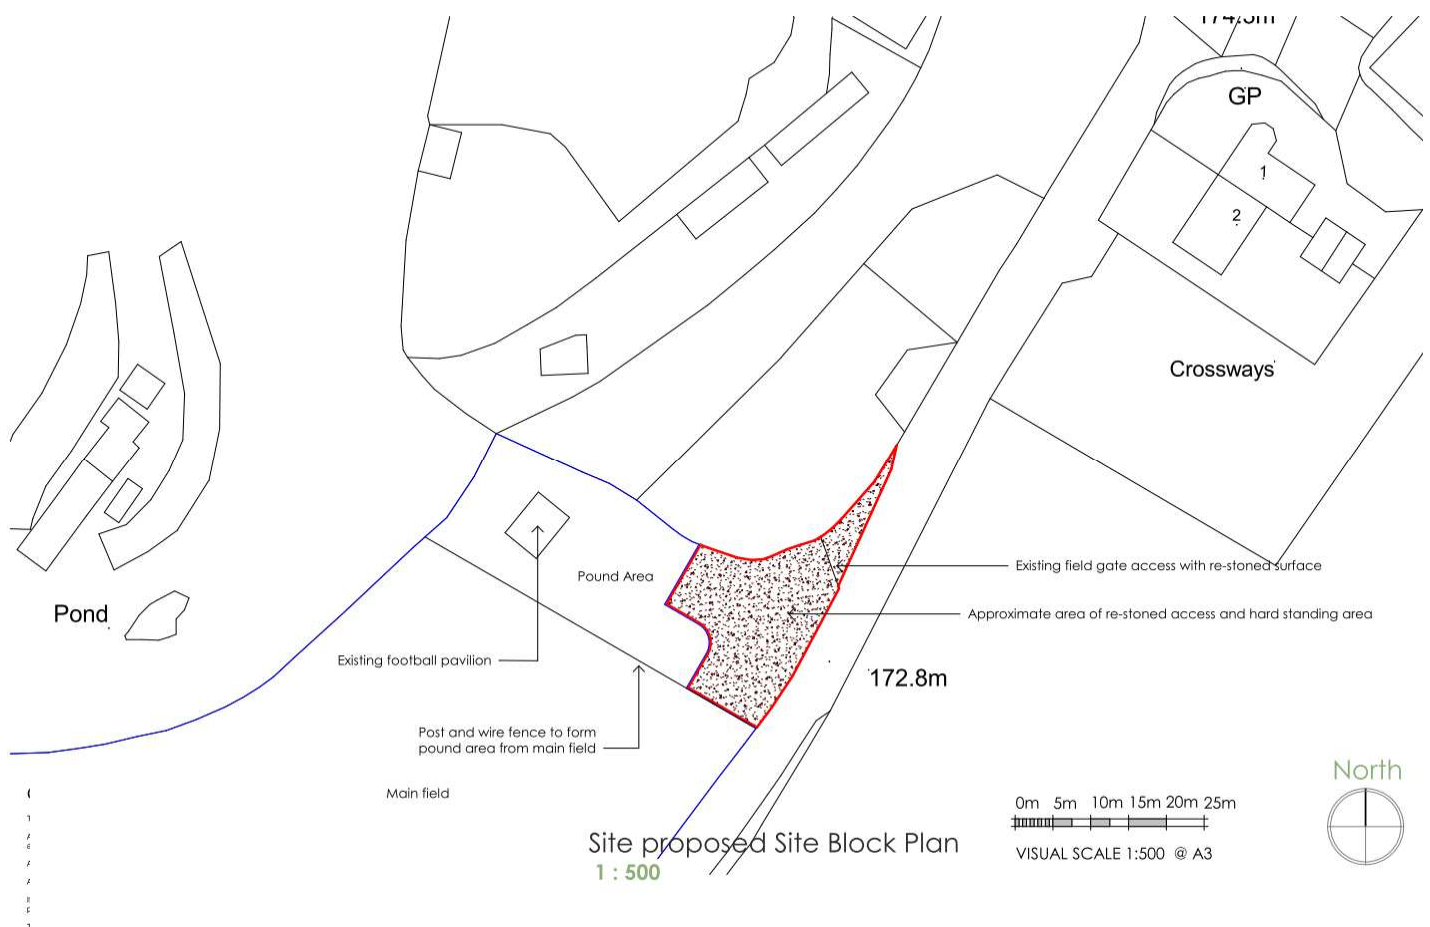 174.5m
GP
1
2
Crossways
Existing field gate access with re-stoned surface
Pound Area
Approximate area of re-stoned access and hard standing area
Pond
Existing football pavilion
172.8m
Post and wire fence to form
pound area from main field
North
Main field
0m 5m 10m 15m 20m 25m
Site proposed Site Block Plan
VISUAL SCALE 1:500 @ A3
1 : 500